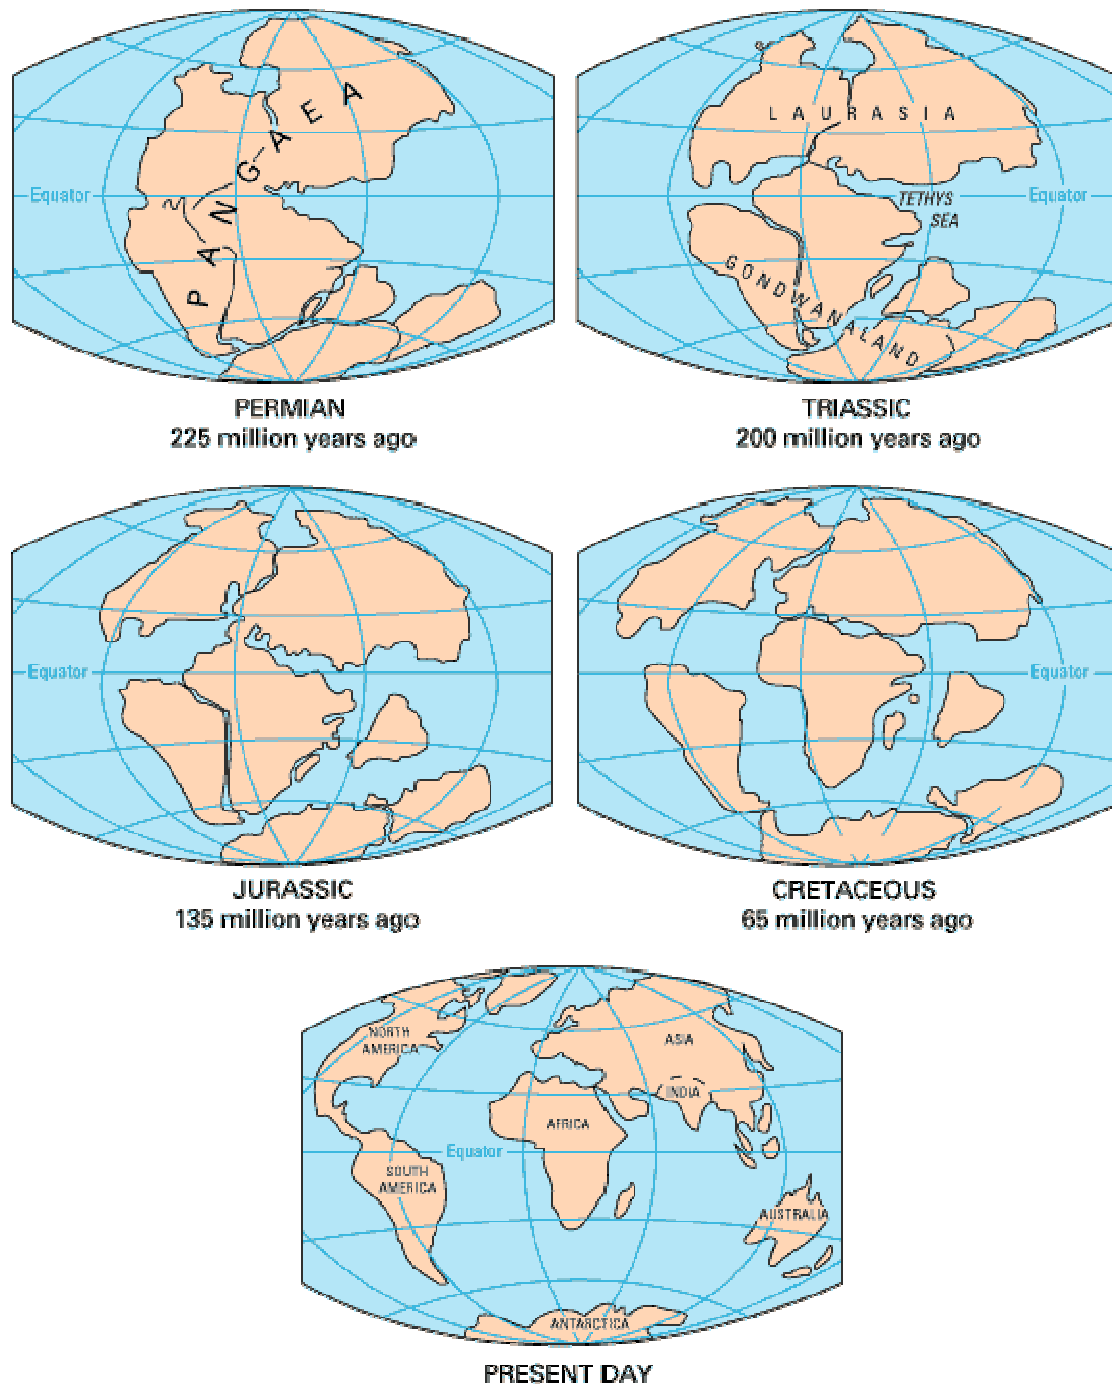 PANGAEA
Equator
PERMIAN
225 million years ago
LAURASIA
TETHYS
SEA
Equator
GONDWANALAND
TRIASSIC
200 million years ago
Equator
JURASSIC
135 million years ago
Equator
CRETACEOUS
65 million years ago
NORTH
AMERICA
ASIA
INDIA
AFRICA
Equator
SOUTH
AMERICA
AUSTRALIA
ANTARCTICA
PRESENT DAY